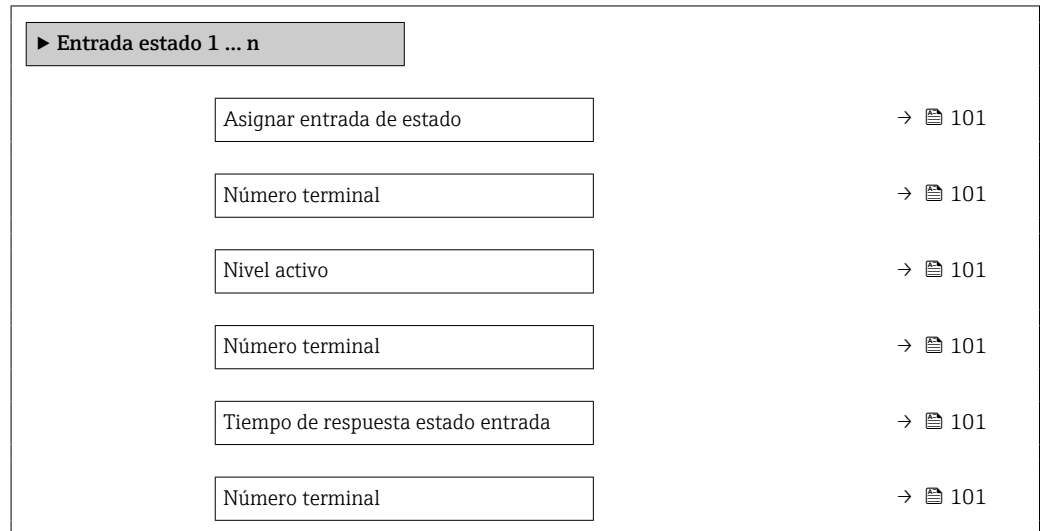 ▶ Entrada estado 1 … n
Asignar entrada de estado → 101
Número terminal → 101
Nivel activo → 101
Número terminal → 101
Tiempo de respuesta estado entrada → 101
Número terminal → 101